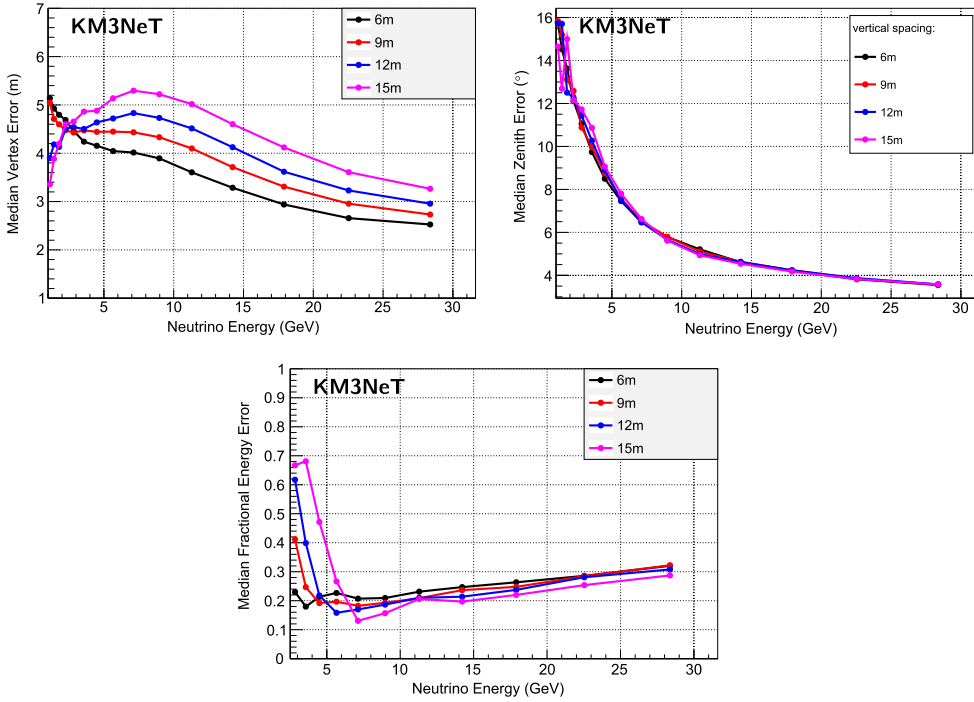 KM3NeT
6m
9m
12m
15m
7
6
5
4
3
2
1
Median Vertex Error (m)
5
10
15
20
25
30
Neutrino Energy (GeV)
KM3NeT
vertical spacing:
6m
9m
12m
15m
16
14
12
10
8
6
4
Median Zenith Error (°)
5
10
15
20
25
30
Neutrino Energy (GeV)
KM3NeT
6m
9m
12m
15m
1
0.9
0.8
0.7
0.6
0.5
0.4
0.3
0.2
0.1
0
Median Fractional Energy Error
5
10
15
20
25
30
Neutrino Energy (GeV)